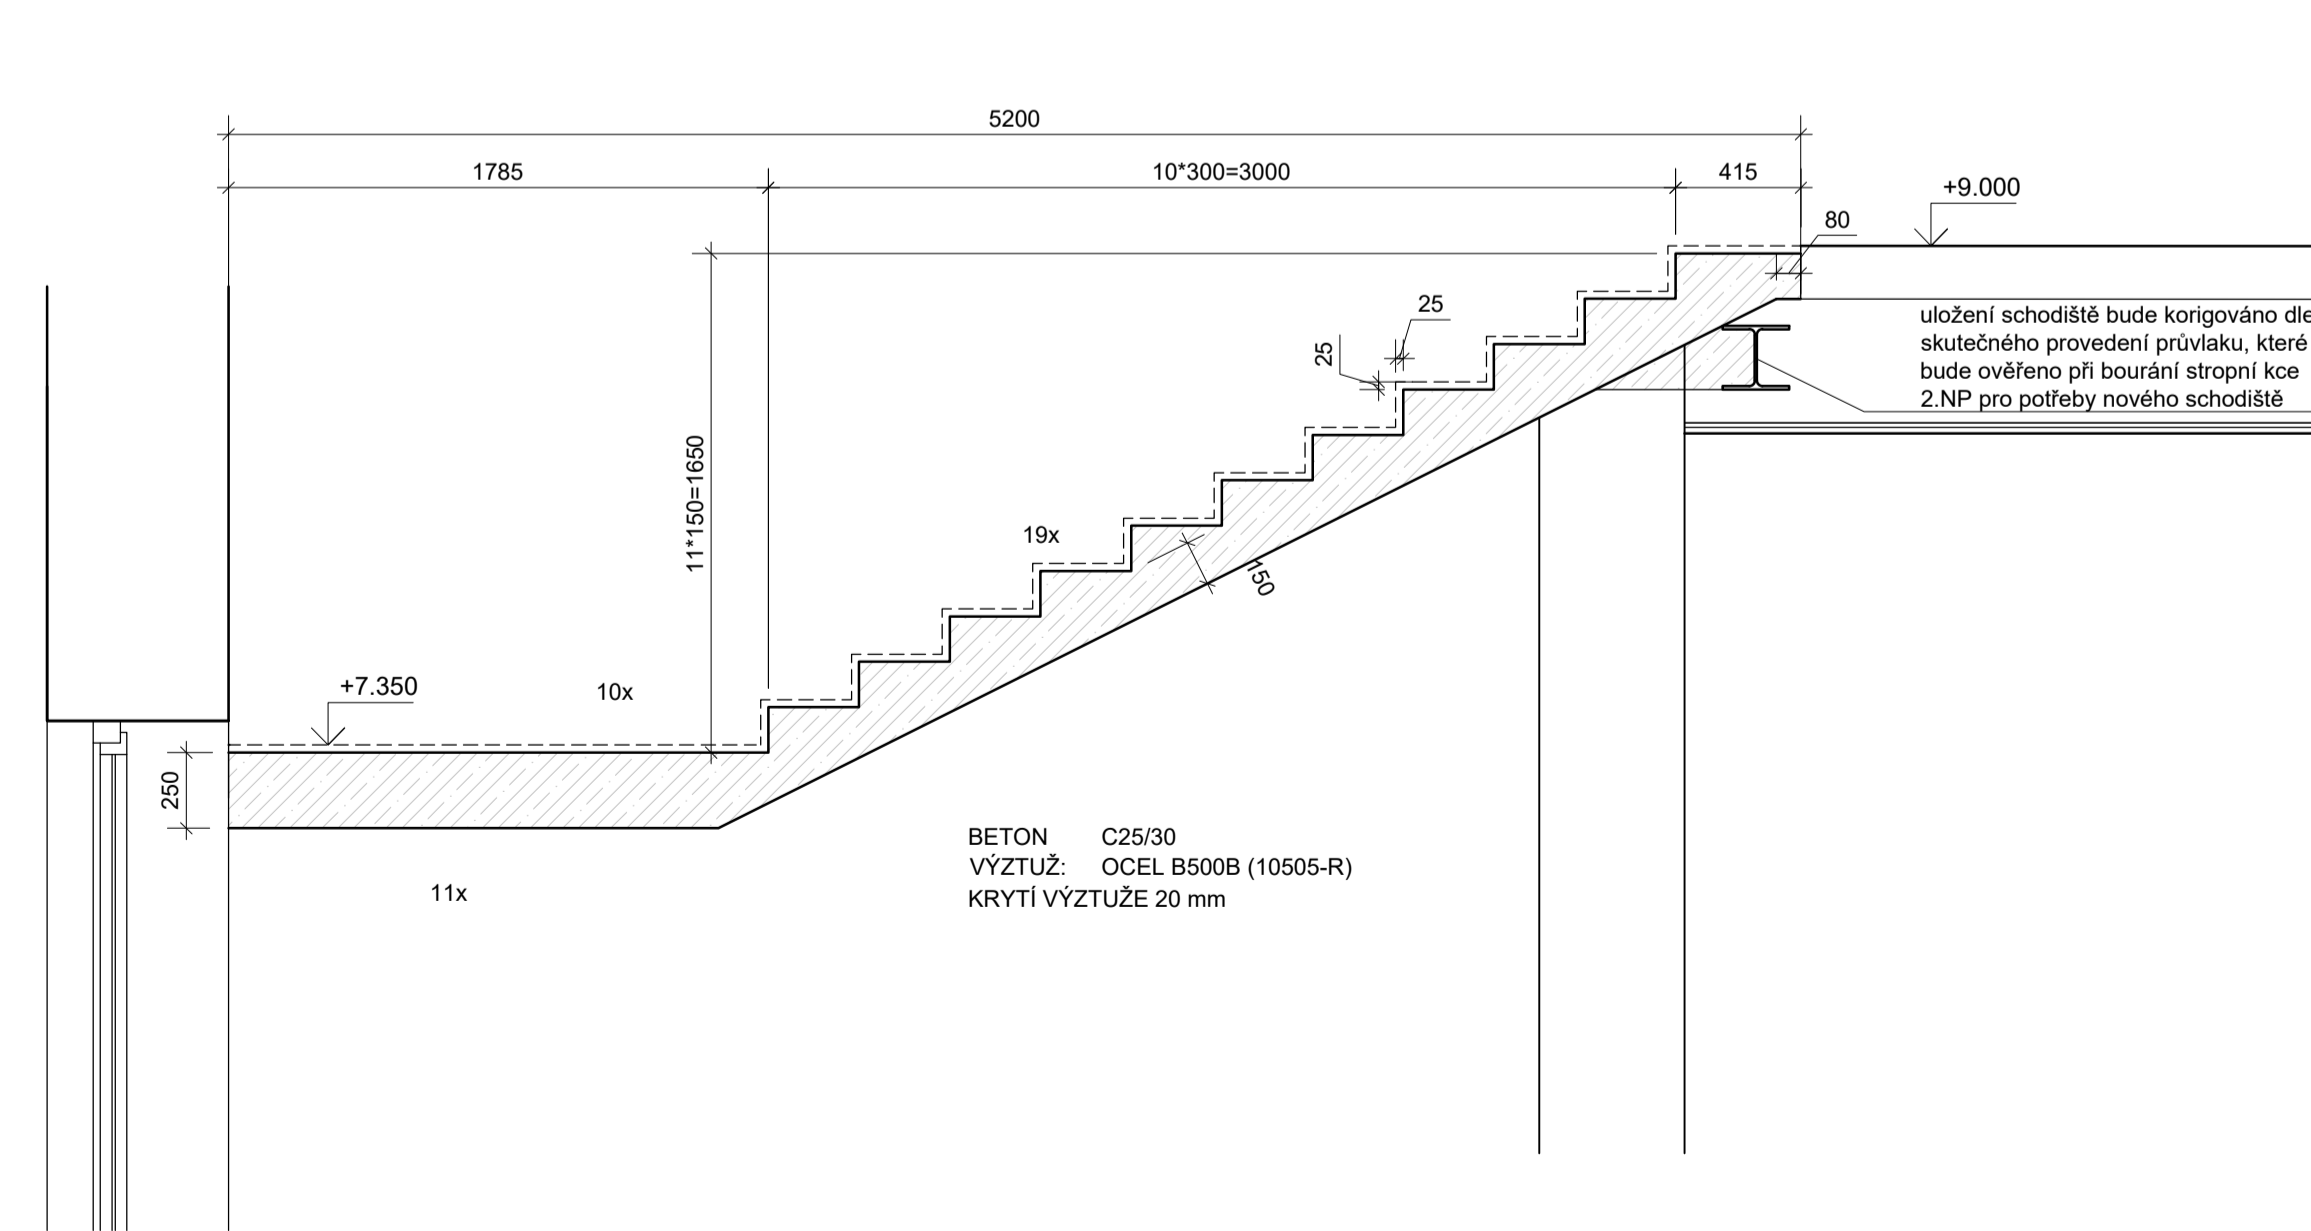 5200
1785
10*300=3000
415
+9.000
80
25
25
uložení schodiště bude korigováno dle
skutečného provedení průvlaku, které
bude ověřeno při bourání stropní kce
2.NP pro potřeby nového schodiště
11*150=1650
19x
150
+7.350
10x
250
BETON C25/30
VÝZTUŽ: OCEL B500B (10505-R)
KRYTÍ VÝZTUŽE 20 mm
11x